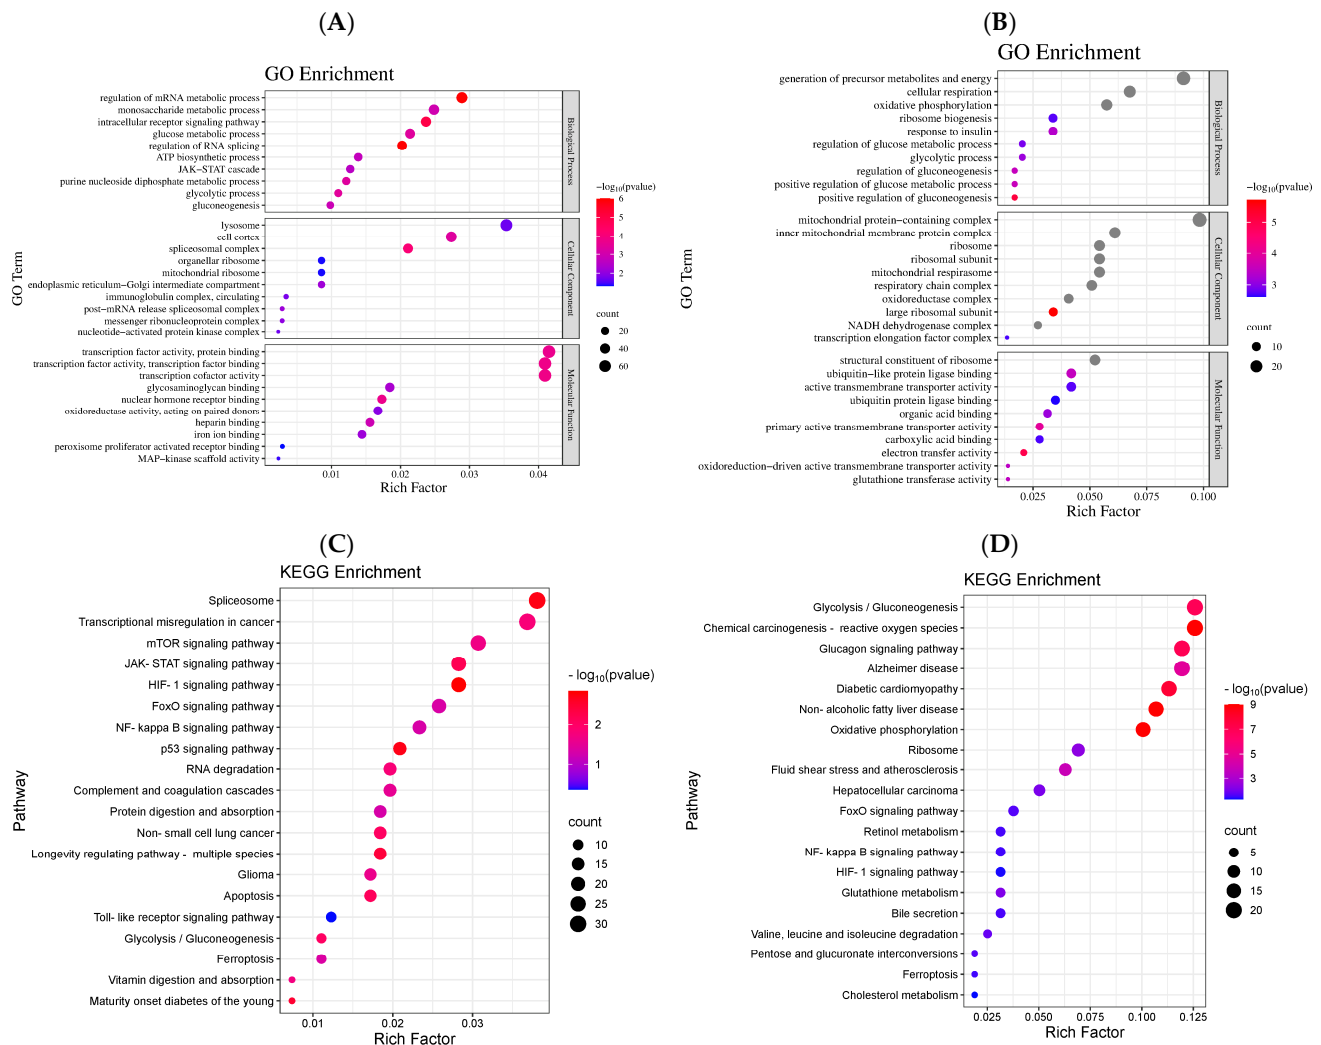 (A)
GO Enrichment
regulation of mRNA metabolic process
monosaccharide metabolic process
intracellular receptor signaling pathway
glucose metabolic process
regulation of RNA splicing
ATP biosynthetic process
JAK−STAT cascade
purine nucleoside diphosphate metabolic process
glycolytic process
gluconeogenesis
Biological Process
lysosome
cell cortex
spliceosomal complex
organellar ribosome
mitochondrial ribosome
endoplasmic reticulum−Golgi intermediate compartment
immunoglobulin complex, circulating
post−mRNA release spliceosomal complex
messenger ribonucleoprotein complex
nucleotide−activated protein kinase complex
Cellular Component
transcription factor activity, protein binding
transcription factor activity, transcription factor binding
transcription cofactor activity
glycosaminoglycan binding
nuclear hormone receptor binding
oxidoreductase activity, acting on paired donors
heparin binding
iron ion binding
peroxisome proliferator activated receptor binding
MAP−kinase scaffold activity
Molecular Function
GO Term
0.01 0.02 0.03 0.04
Rich Factor
−log10(pvalue)
6
5
4
3
2
count
20
40
60
(B)
GO Enrichment
generation of precursor metabolites and energy
cellular respiration
oxidative phosphorylation
ribosome biogenesis
response to insulin
regulation of glucose metabolic process
glycolytic process
regulation of gluconeogenesis
positive regulation of glucose metabolic process
positive regulation of gluconeogenesis
Biological Process
mitochondrial protein−containing complex
inner mitochondrial membrane protein complex
ribosome
ribosomal subunit
mitochondrial respirasome
respiratory chain complex
oxidoreductase complex
large ribosomal subunit
NADH dehydrogenase complex
transcription elongation factor complex
Cellular Component
structural constituent of ribosome
ubiquitin−like protein ligase binding
active transmembrane transporter activity
ubiquitin protein ligase binding
organic acid binding
primary active transmembrane transporter activity
carboxylic acid binding
electron transfer activity
oxidoreduction−driven active transmembrane transporter activity
glutathione transferase activity
Molecular Function
GO Term
0.025 0.050 0.075 0.100
Rich Factor
−log10(pvalue)
5
4
3
count
10
20
(C)
KEGG Enrichment
Spliceosome
Transcriptional misregulation in cancer
mTOR signaling pathway
JAK- STAT signaling pathway
HIF- 1 signaling pathway
FoxO signaling pathway
NF- kappa B signaling pathway
p53 signaling pathway
RNA degradation
Complement and coagulation cascades
Protein digestion and absorption
Non- small cell lung cancer
Longevity regulating pathway - multiple species
Glioma
Apoptosis
Toll- like receptor signaling pathway
Glycolysis / Gluconeogenesis
Ferroptosis
Vitamin digestion and absorption
Maturity onset diabetes of the young
Pathway
0.01 0.02 0.03
Rich Factor
- log10(pvalue)
2
1
count
10
15
20
25
30
(D)
KEGG Enrichment
Glycolysis / Gluconeogenesis
Chemical carcinogenesis - reactive oxygen species
Glucagon signaling pathway
Alzheimer disease
Diabetic cardiomyopathy
Non- alcoholic fatty liver disease
Oxidative phosphorylation
Ribosome
Fluid shear stress and atherosclerosis
Hepatocellular carcinoma
FoxO signaling pathway
Retinol metabolism
NF- kappa B signaling pathway
HIF- 1 signaling pathway
Glutathione metabolism
Bile secretion
Valine, leucine and isoleucine degradation
Pentose and glucuronate interconversions
Ferroptosis
Cholesterol metabolism
Pathway
0.025 0.050 0.075 0.100 0.125
Rich Factor
- log10(pvalue)
9
7
5
3
count
5
10
15
20